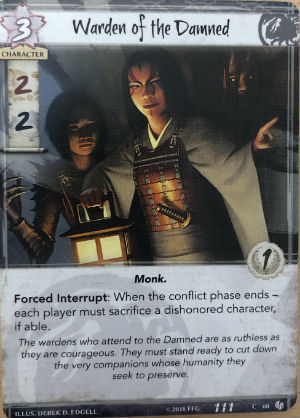 3
Warden of the Damned
CHARACTER
2
2
1
Monk.
Forced Interrupt: When the conflict phase ends –
each player must sacrifice a dishonored character,
if able.
The wardens who attend to the Damned are as ruthless as
they are courageous. They must stand ready to cut down
the very companions whose humanity they
seek to preserve.
ILLUS. DEREK D. EDGELL
© 2018 FFG
C